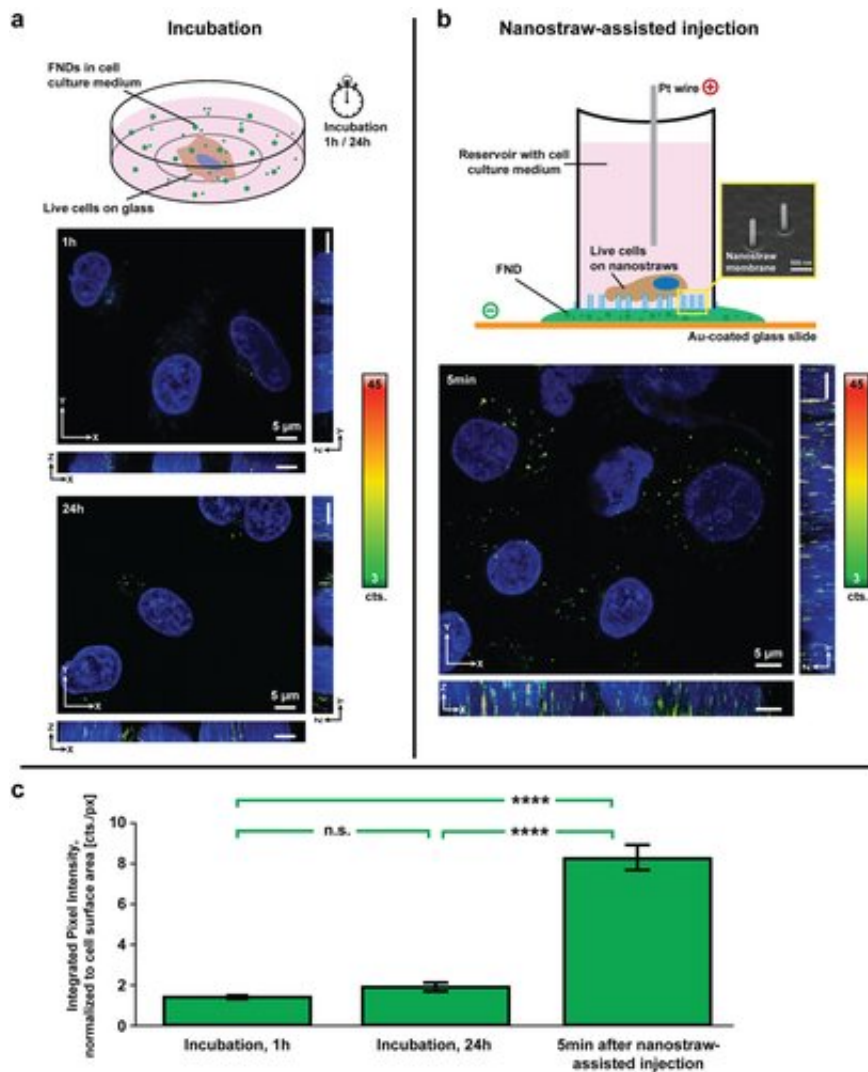 a
Incubation
FNDs in cell
culture medium
Incubation
1h / 24h
Live cells on glass
1h
Y
X
5 µm
Z
Y
Z
X
24h
Y
X
5 µm
Z
Y
Z
X
45
3
cts.
b
Nanostraw-assisted injection
Pt wire
+
Reservoir with cell
culture medium
Live cells
on nanostraws
Nanostraw
membrane
FND
−
Au-coated glass slide
5min
Y
X
5 µm
Z
Y
Z
X
45
3
cts.
c
Integrated Pixel Intensity,
normalized to cell surface area [cts./px]
10
8
6
4
2
0
****
n.s.
****
Incubation, 1h
Incubation, 24h
5min after nanostraw-
assisted injection